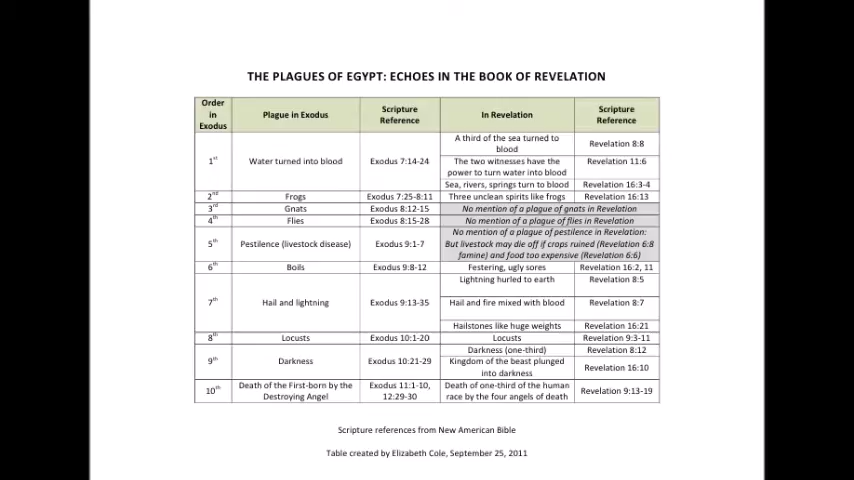 THE PLAGUES OF EGYPT: ECHOES IN THE BOOK OF REVELATION
Order in Exodus | Plague in Exodus | Scripture Reference | In Revelation | Scripture Reference
1st | Water turned into blood | Exodus 7:14-24 | A third of the sea turned to blood | Revelation 8:8
The two witnesses have the power to turn water into blood | Revelation 11:6
Sea, rivers, springs turn to blood | Revelation 16:3-4
2nd | Frogs | Exodus 7:25-8:11 | Three unclean spirits like frogs | Revelation 16:13
3rd | Gnats | Exodus 8:12-15 | No mention of a plague of gnats in Revelation
4th | Flies | Exodus 8:15-28 | No mention of a plague of flies in Revelation
5th | Pestilence (livestock disease) | Exodus 9:1-7 | No mention of a plague of pestilence in Revelation: But livestock may die off if crops ruined (Revelation 6:8 famine) and food too expensive (Revelation 6:6)
6th | Boils | Exodus 9:8-12 | Festering, ugly sores | Revelation 16:2, 11
7th | Hail and lightning | Exodus 9:13-35 | Lightning hurled to earth | Revelation 8:5
Hail and fire mixed with blood | Revelation 8:7
Hailstones like huge weights | Revelation 16:21
8th | Locusts | Exodus 10:1-20 | Locusts | Revelation 9:3-11
9th | Darkness | Exodus 10:21-29 | Darkness (one-third) | Revelation 8:12
Kingdom of the beast plunged into darkness | Revelation 16:10
10th | Death of the First-born by the Destroying Angel | Exodus 11:1-10, 12:29-30 | Death of one-third of the human race by the four angels of death | Revelation 9:13-19
Scripture references from New American Bible
Table created by Elizabeth Cole, September 25, 2011